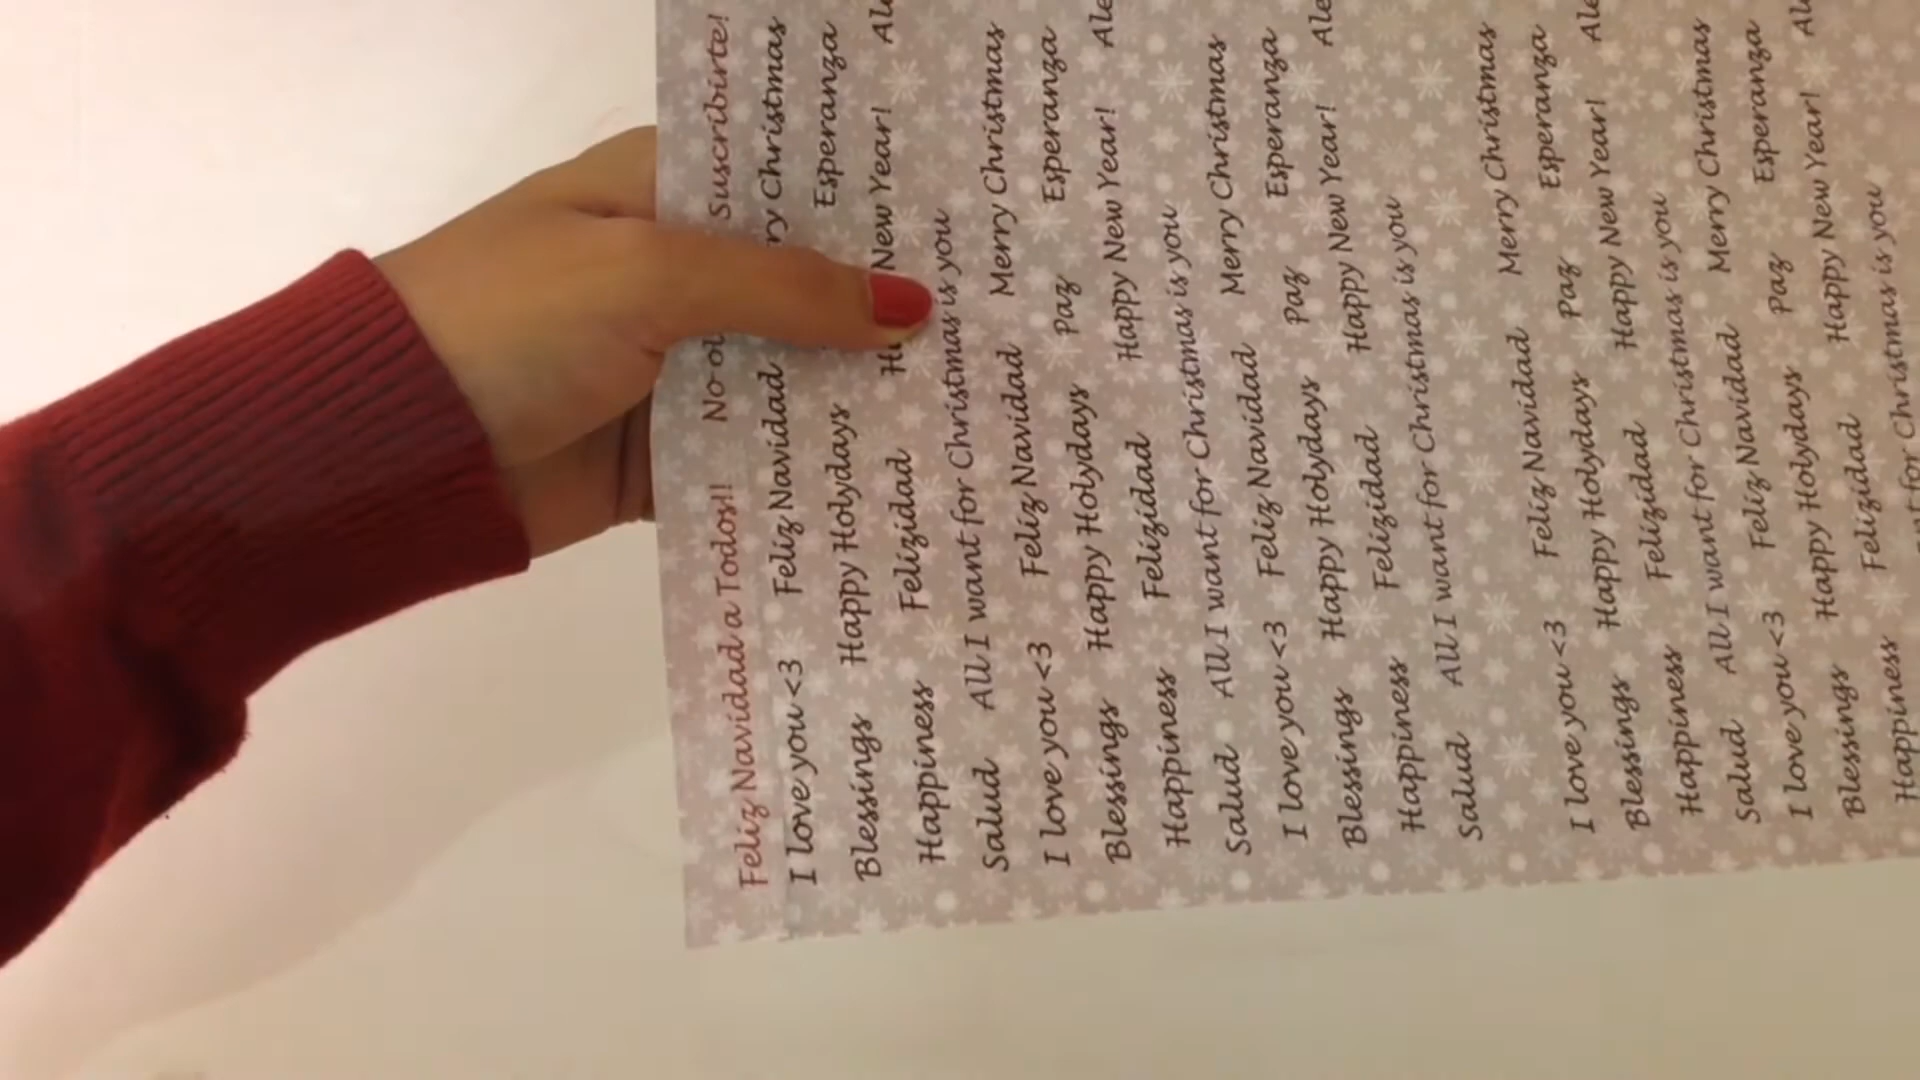 Feliz Navidad a Todos!! No Suscribirte!
I love you <3 Feliz Navidad Christmas
Blessings Happy Holydays Esperanza
Happiness Felizidad New Year!
Salud All I want for Christmas is you
I love you <3 Feliz Navidad Merry Christmas
Blessings Happy Holydays Paz Esperanza
Happiness Felizidad Happy New Year!
Salud All I want for Christmas is you
I love you <3 Feliz Navidad Merry Christmas
Blessings Happy Holydays Paz Esperanza
Happiness Felizidad Happy New Year!
Salud All I want for Christmas is you
I love you <3 Feliz Navidad Merry Christmas
Blessings Happy Holydays Paz Esperanza
Happiness Felizidad Happy New Year!
Salud All I want for Christmas is you
I love you <3 Feliz Navidad Merry Christmas
Blessings Happy Holydays Paz Esperanza
Happiness Felizidad Happy New Year!
for Christmas is you